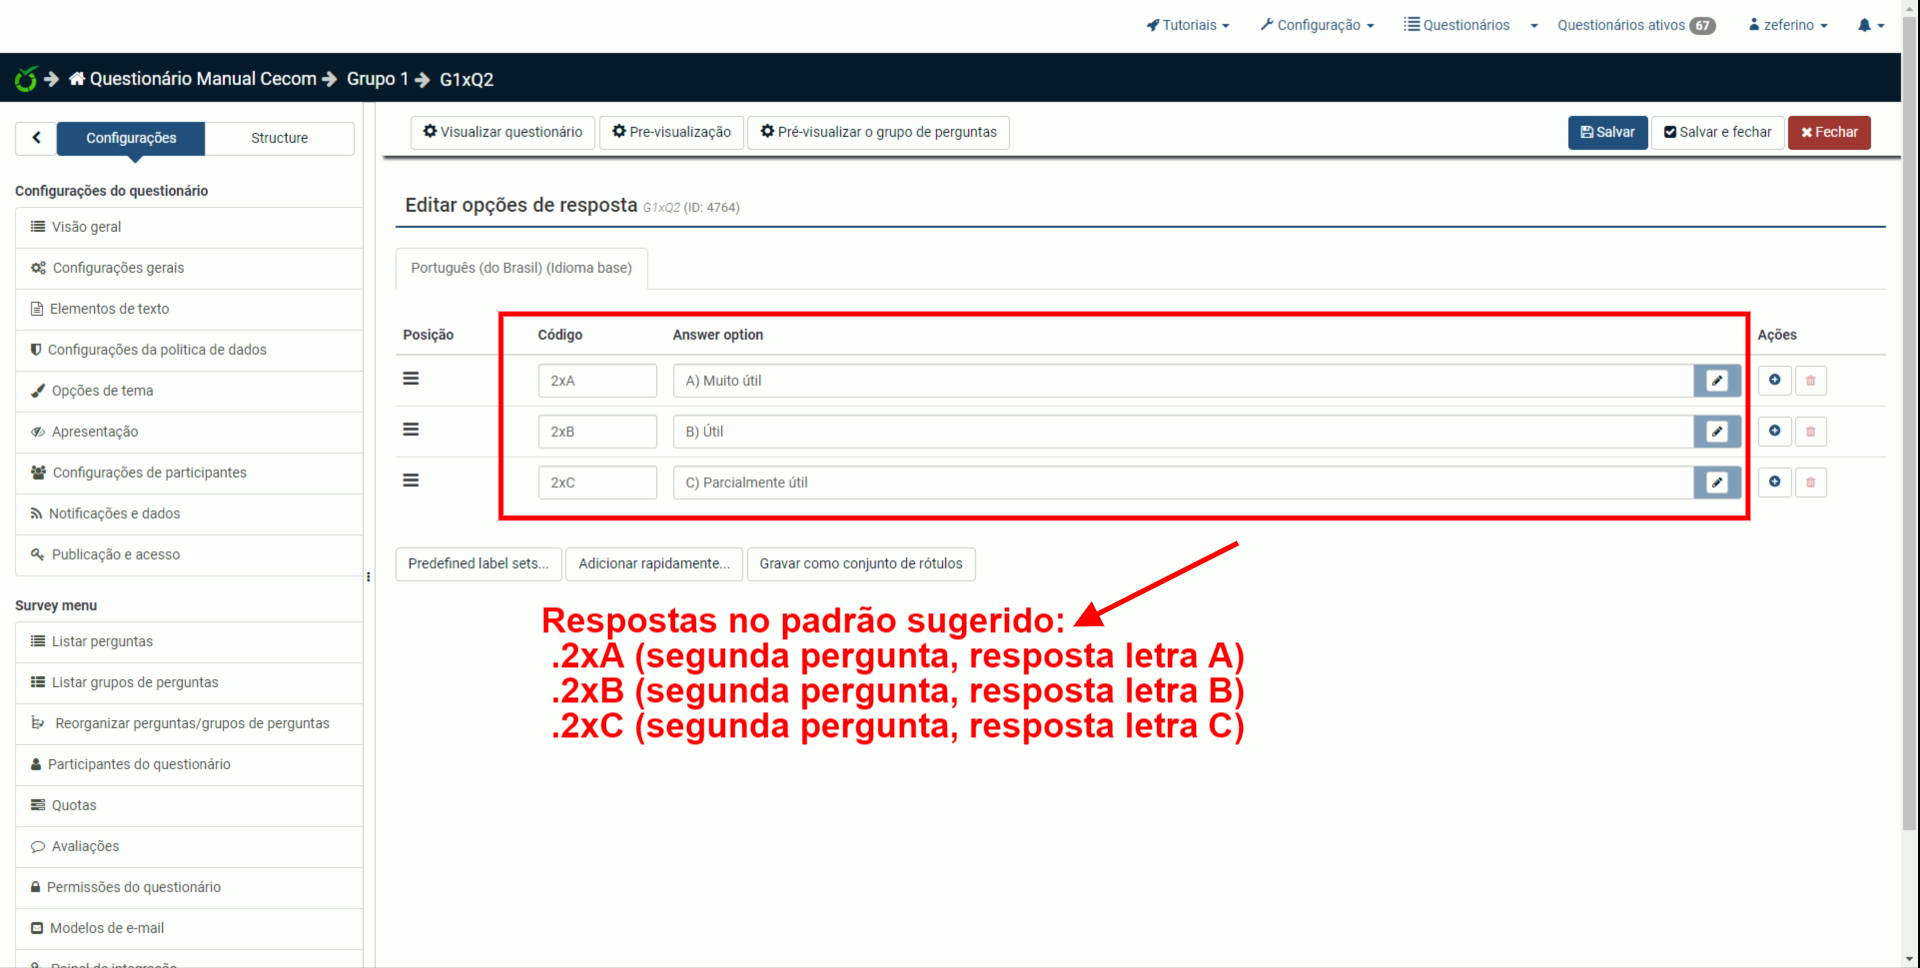 Tutoriais Configuração Questionários Questionários ativos 67 zeferino
Questionário Manual Cecom Grupo 1 G1xQ2
Configurações Structure
Visualizar questionário Pre-visualização Pré-visualizar o grupo de perguntas Salvar Salvar e fechar Fechar
Configurações do questionário
Visão geral
Configurações gerais
Elementos de texto
Configurações da politica de dados
Opções de tema
Apresentação
Configurações de participantes
Notificações e dados
Publicação e acesso
Survey menu
Listar perguntas
Listar grupos de perguntas
Reorganizar perguntas/grupos de perguntas
Participantes do questionário
Quotas
Avaliações
Permissões do questionário
Modelos de e-mail
Painel de integração
Editar opções de resposta G1xQ2 (ID: 4764)
Português (do Brasil) (Idioma base)
Posição Código Answer option Ações
2xA A) Muito útil
2xB B) Útil
2xC C) Parcialmente útil
Predefined label sets... Adicionar rapidamente... Gravar como conjunto de rótulos
Respostas no padrão sugerido:
.2xA (segunda pergunta, resposta letra A)
.2xB (segunda pergunta, resposta letra B)
.2xC (segunda pergunta, resposta letra C)